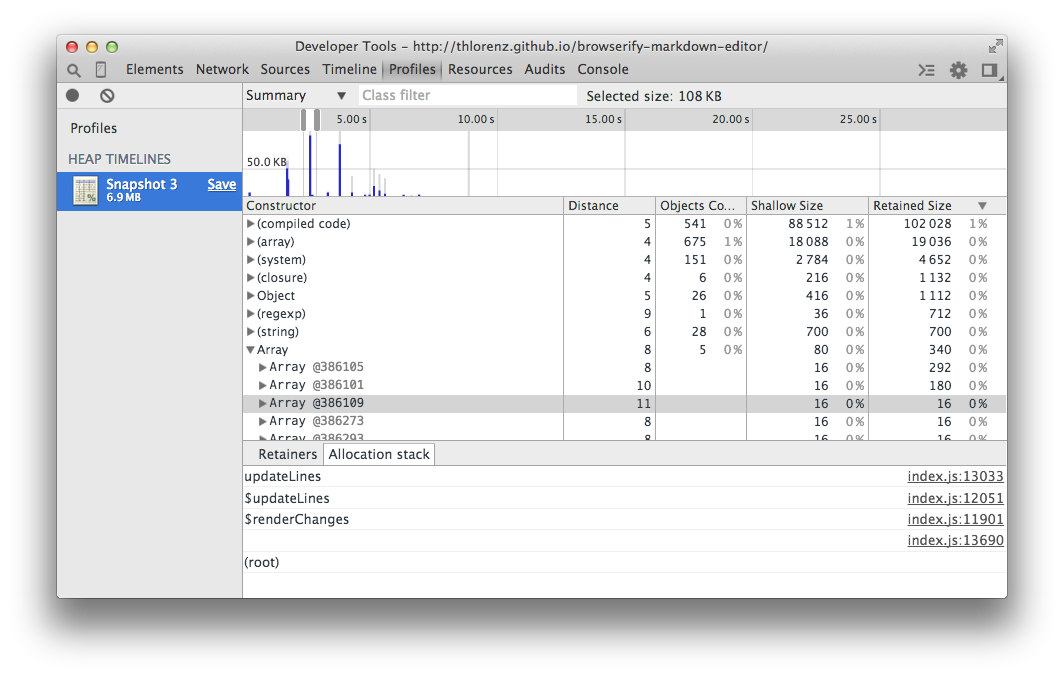 Developer Tools - http://thlorenz.github.io/browserify-markdown-editor/
Elements Network Sources Timeline Profiles Resources Audits Console
Summary ▼ Class filter Selected size: 108 KB
Profiles
HEAP TIMELINES
Snapshot 3 Save
6.9 MB
%
5.00 s 10.00 s 15.00 s 20.00 s 25.00 s
50.0 KB
Constructor Distance Objects Co... Shallow Size Retained Size ▼
▶(compiled code) 5 541 0% 88 512 1% 102 028 1%
▶(array) 4 675 1% 18 088 0% 19 036 0%
▶(system) 4 151 0% 2 784 0% 4 652 0%
▶(closure) 4 6 0% 216 0% 1 132 0%
▶Object 5 26 0% 416 0% 1 112 0%
▶(regexp) 9 1 0% 36 0% 712 0%
▶(string) 6 28 0% 700 0% 700 0%
▼Array 8 5 0% 80 0% 340 0%
▶Array @386105 8 16 0% 292 0%
▶Array @386101 10 16 0% 180 0%
▶Array @386109 11 16 0% 16 0%
▶Array @386273 8 16 0% 16 0%
▶Array @386293 8 16 0% 16 0%
Retainers Allocation stack
updateLines index.js:13033
$updateLines index.js:12051
$renderChanges index.js:11901
index.js:13690
(root)